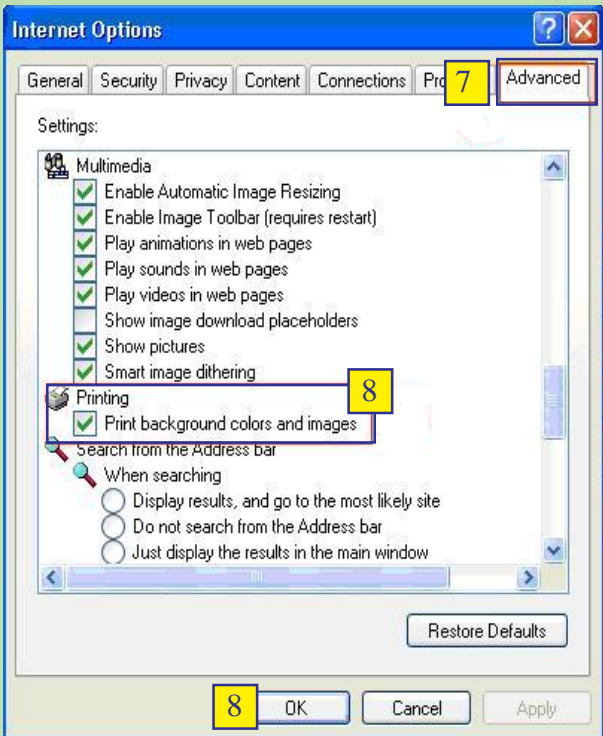 Internet Options
General Security Privacy Content Connections Pro 7 Advanced
Settings:
Multimedia
Enable Automatic Image Resizing
Enable Image Toolbar (requires restart)
Play animations in web pages
Play sounds in web pages
Play videos in web pages
Show image download placeholders
Show pictures
Smart image dithering
Printing 8
Print background colors and images
Search from the Address bar
When searching
Display results, and go to the most likely site
Do not search from the Address bar
Just display the results in the main window
Restore Defaults
8 OK Cancel Apply